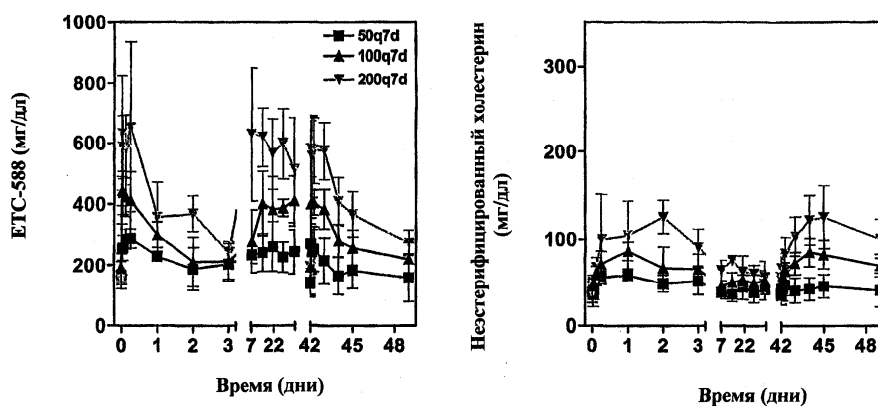 1000
800
600
400
200
0
ЕТС-588 (мг/дл)
50q7d
100q7d
200q7d
0 1 2 3 7 22 42 45 48
Время (дни)
300
200
100
0
Неэстерифицированный холестерин
(мг/дл)
0 1 2 3 7 22 42 45 48
Время (дни)